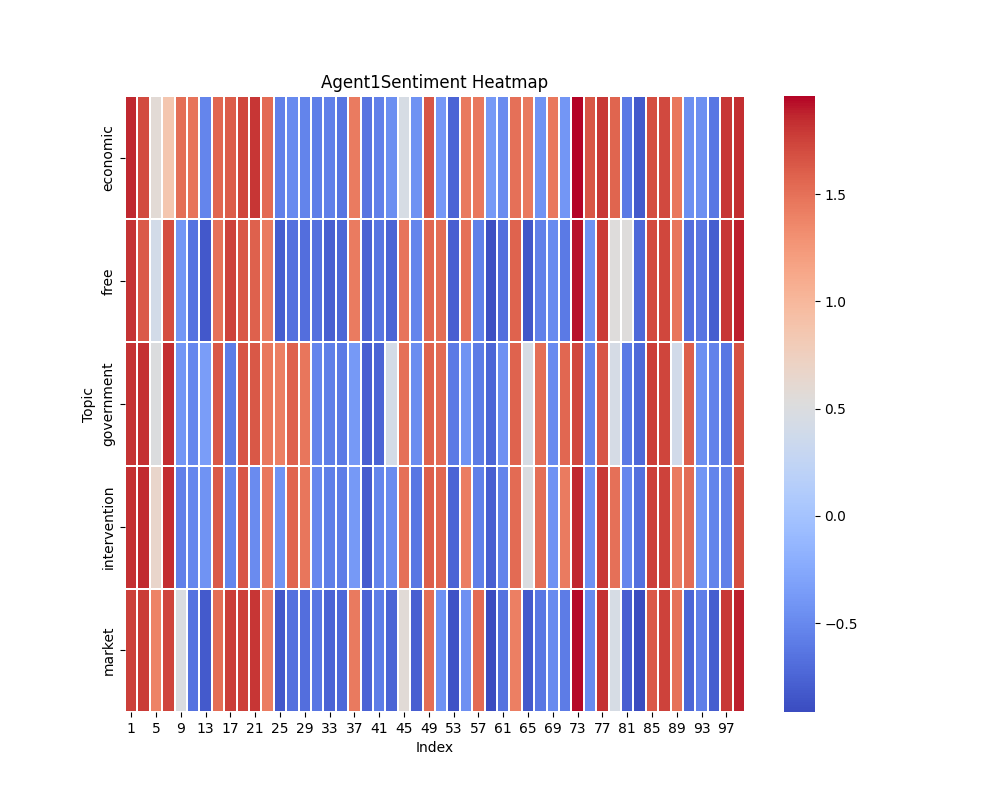 Agent1Sentiment Heatmap
economic
free
government
intervention
market
Topic
1 5 9 13 17 21 25 29 33 37 41 45 49 53 57 61 65 69 73 77 81 85 89 93 97
Index
1.5
1.0
0.5
0.0
−0.5